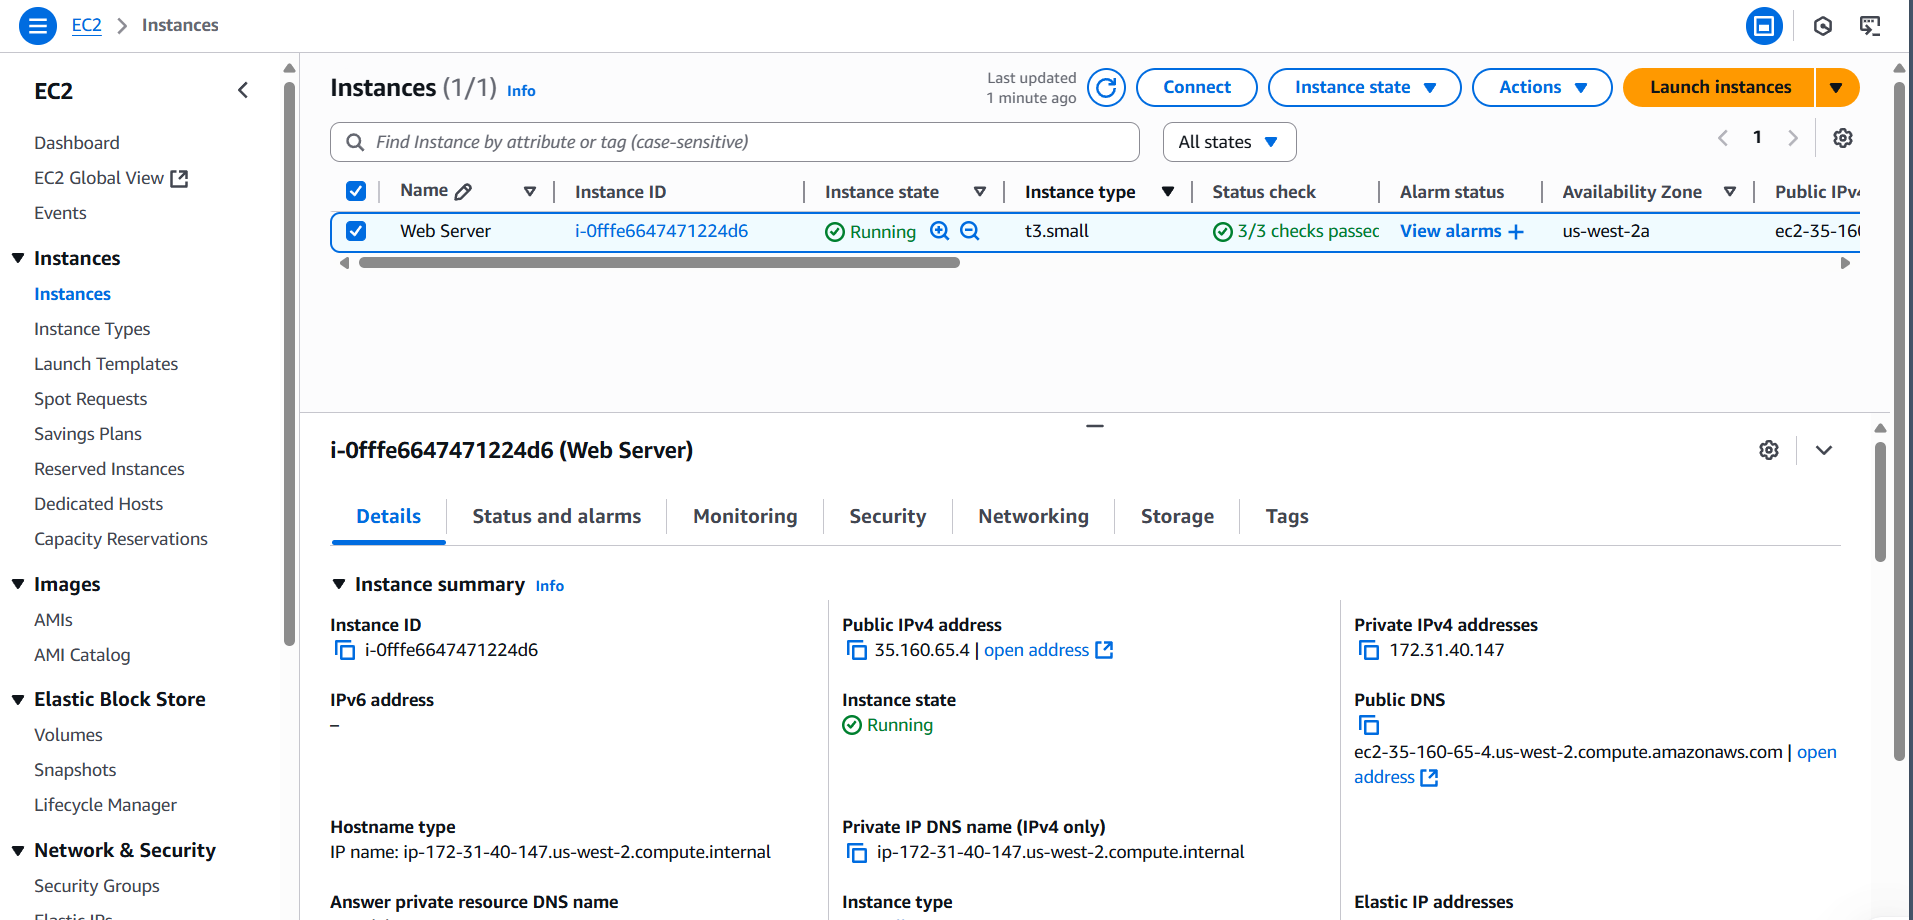 EC2 > Instances
EC2
Dashboard
EC2 Global View
Events
Instances
Instances
Instance Types
Launch Templates
Spot Requests
Savings Plans
Reserved Instances
Dedicated Hosts
Capacity Reservations
Images
AMIs
AMI Catalog
Elastic Block Store
Volumes
Snapshots
Lifecycle Manager
Network & Security
Security Groups
Elastic IPs
Instances (1/1) Info
Last updated
1 minute ago
Connect
Instance state
Actions
Launch instances
Find Instance by attribute or tag (case-sensitive)
All states
1
Name Instance ID Instance state Instance type Status check Alarm status Availability Zone Public IPv4
Web Server i-0fffe6647471224d6 Running t3.small 3/3 checks passed View alarms + us-west-2a ec2-35-160
i-0fffe6647471224d6 (Web Server)
Details Status and alarms Monitoring Security Networking Storage Tags
Instance summary Info
Instance ID
i-0fffe6647471224d6
Public IPv4 address
35.160.65.4 | open address
Private IPv4 addresses
172.31.40.147
IPv6 address
–
Instance state
Running
Public DNS
ec2-35-160-65-4.us-west-2.compute.amazonaws.com | open
address
Hostname type
IP name: ip-172-31-40-147.us-west-2.compute.internal
Private IP DNS name (IPv4 only)
ip-172-31-40-147.us-west-2.compute.internal
Answer private resource DNS name
Instance type
Elastic IP addresses